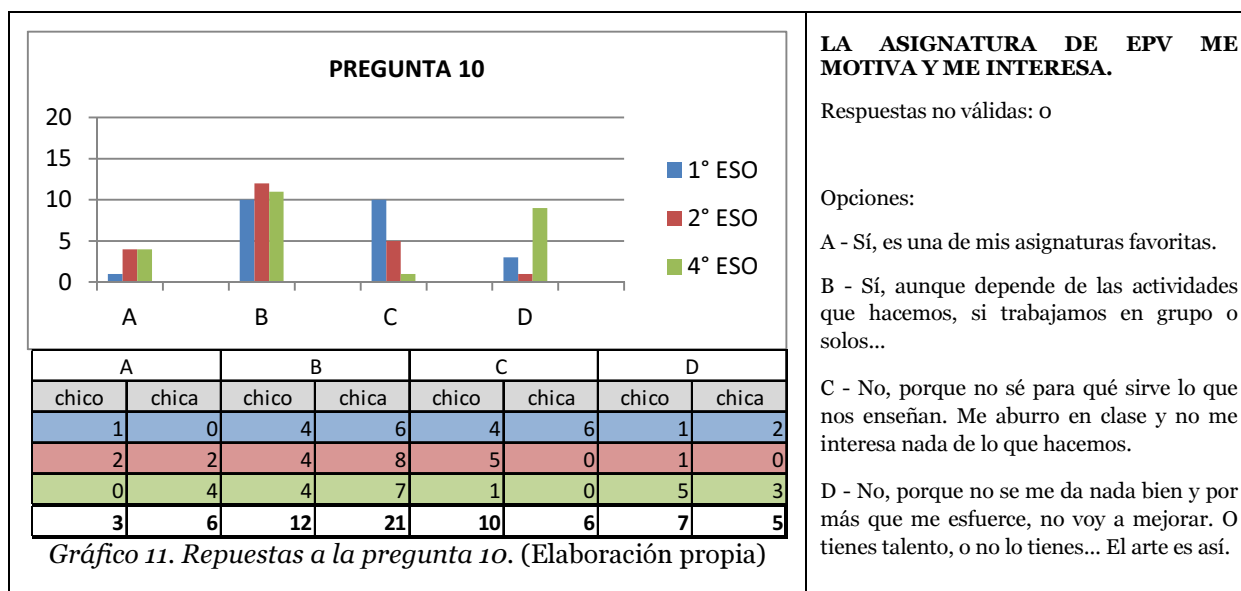 PREGUNTA 10
20
15
10
5
0
A B C D
1° ESO
2° ESO
4° ESO
A B C D
chico chica chico chica chico chica chico chica
1 0 4 6 4 6 1 2
2 2 4 8 5 0 1 0
0 4 4 7 1 0 5 3
3 6 12 21 10 6 7 5
Gráfico 11. Repuestas a la pregunta 10. (Elaboración propia)
LA ASIGNATURA DE EPV ME
MOTIVA Y ME INTERESA.
Respuestas no válidas: 0
Opciones:
A - Sí, es una de mis asignaturas favoritas.
B - Sí, aunque depende de las actividades
que hacemos, si trabajamos en grupo o
solos...
C - No, porque no sé para qué sirve lo que
nos enseñan. Me aburro en clase y no me
interesa nada de lo que hacemos.
D - No, porque no se me da nada bien y por
más que me esfuerce, no voy a mejorar. O
tienes talento, o no lo tienes... El arte es así.